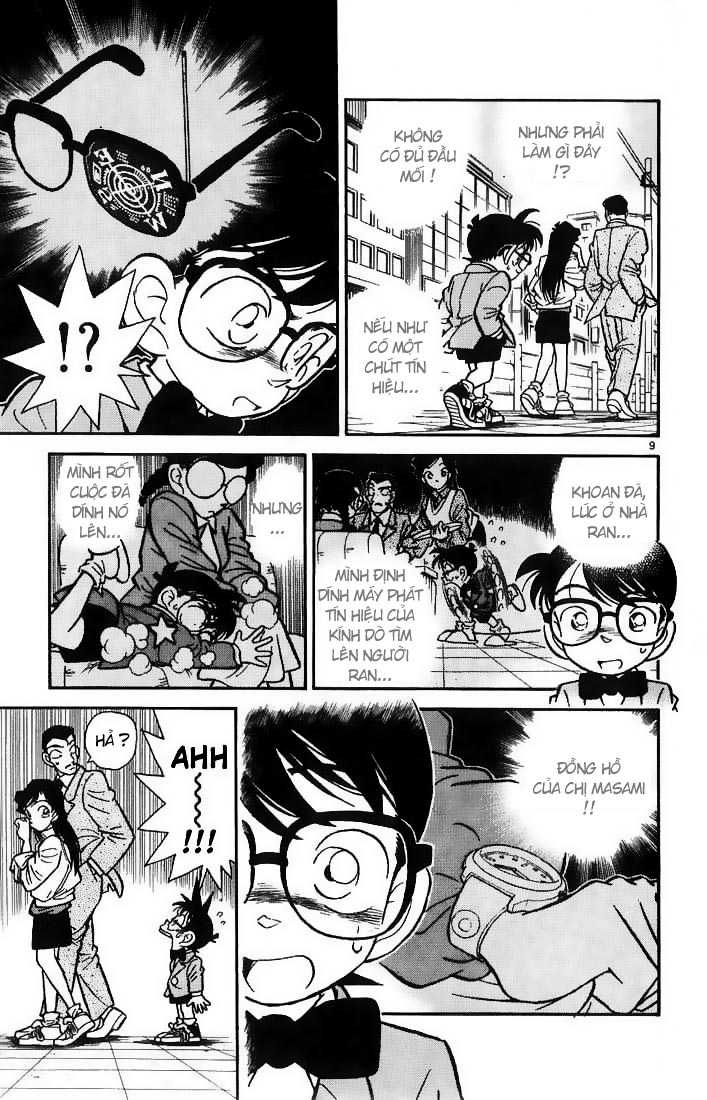 NHƯNG PHẢI
LÀM GÌ ĐÂY
!?
KHÔNG
CÓ ĐỦ ĐẦU
MỐI !
NẾU NHƯ
CÓ MỘT
CHÚT TÍN
HIỆU...
!?
9
KHOAN ĐÃ,
LÚC Ở NHÀ
RAN...
MÌNH ĐỊNH
DÍNH MÁY PHÁT
TÍN HIỆU CỦA
KÍNH DÒ TÌM
LÊN NGƯỜI
RAN...
NHƯNG
...
MÌNH RỐT
CUỘC ĐÃ
DÍNH NÓ
LÊN...
ĐỒNG HỒ
CỦA CHỊ MASAMI
!!
AHH
!!!
HẢ ?